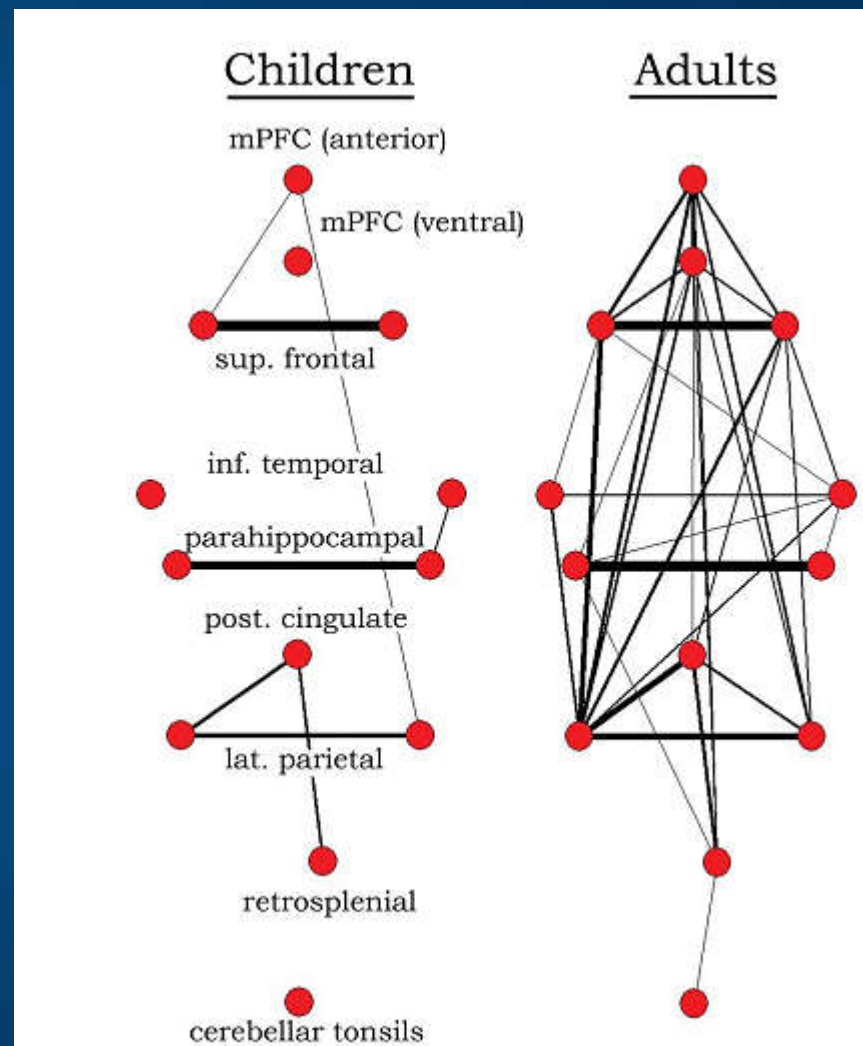 Children
Adults
mPFC (anterior)
mPFC (ventral)
sup. frontal
inf. temporal
parahippocampal
post. cingulate
lat. parietal
retrosplenial
cerebellar tonsils